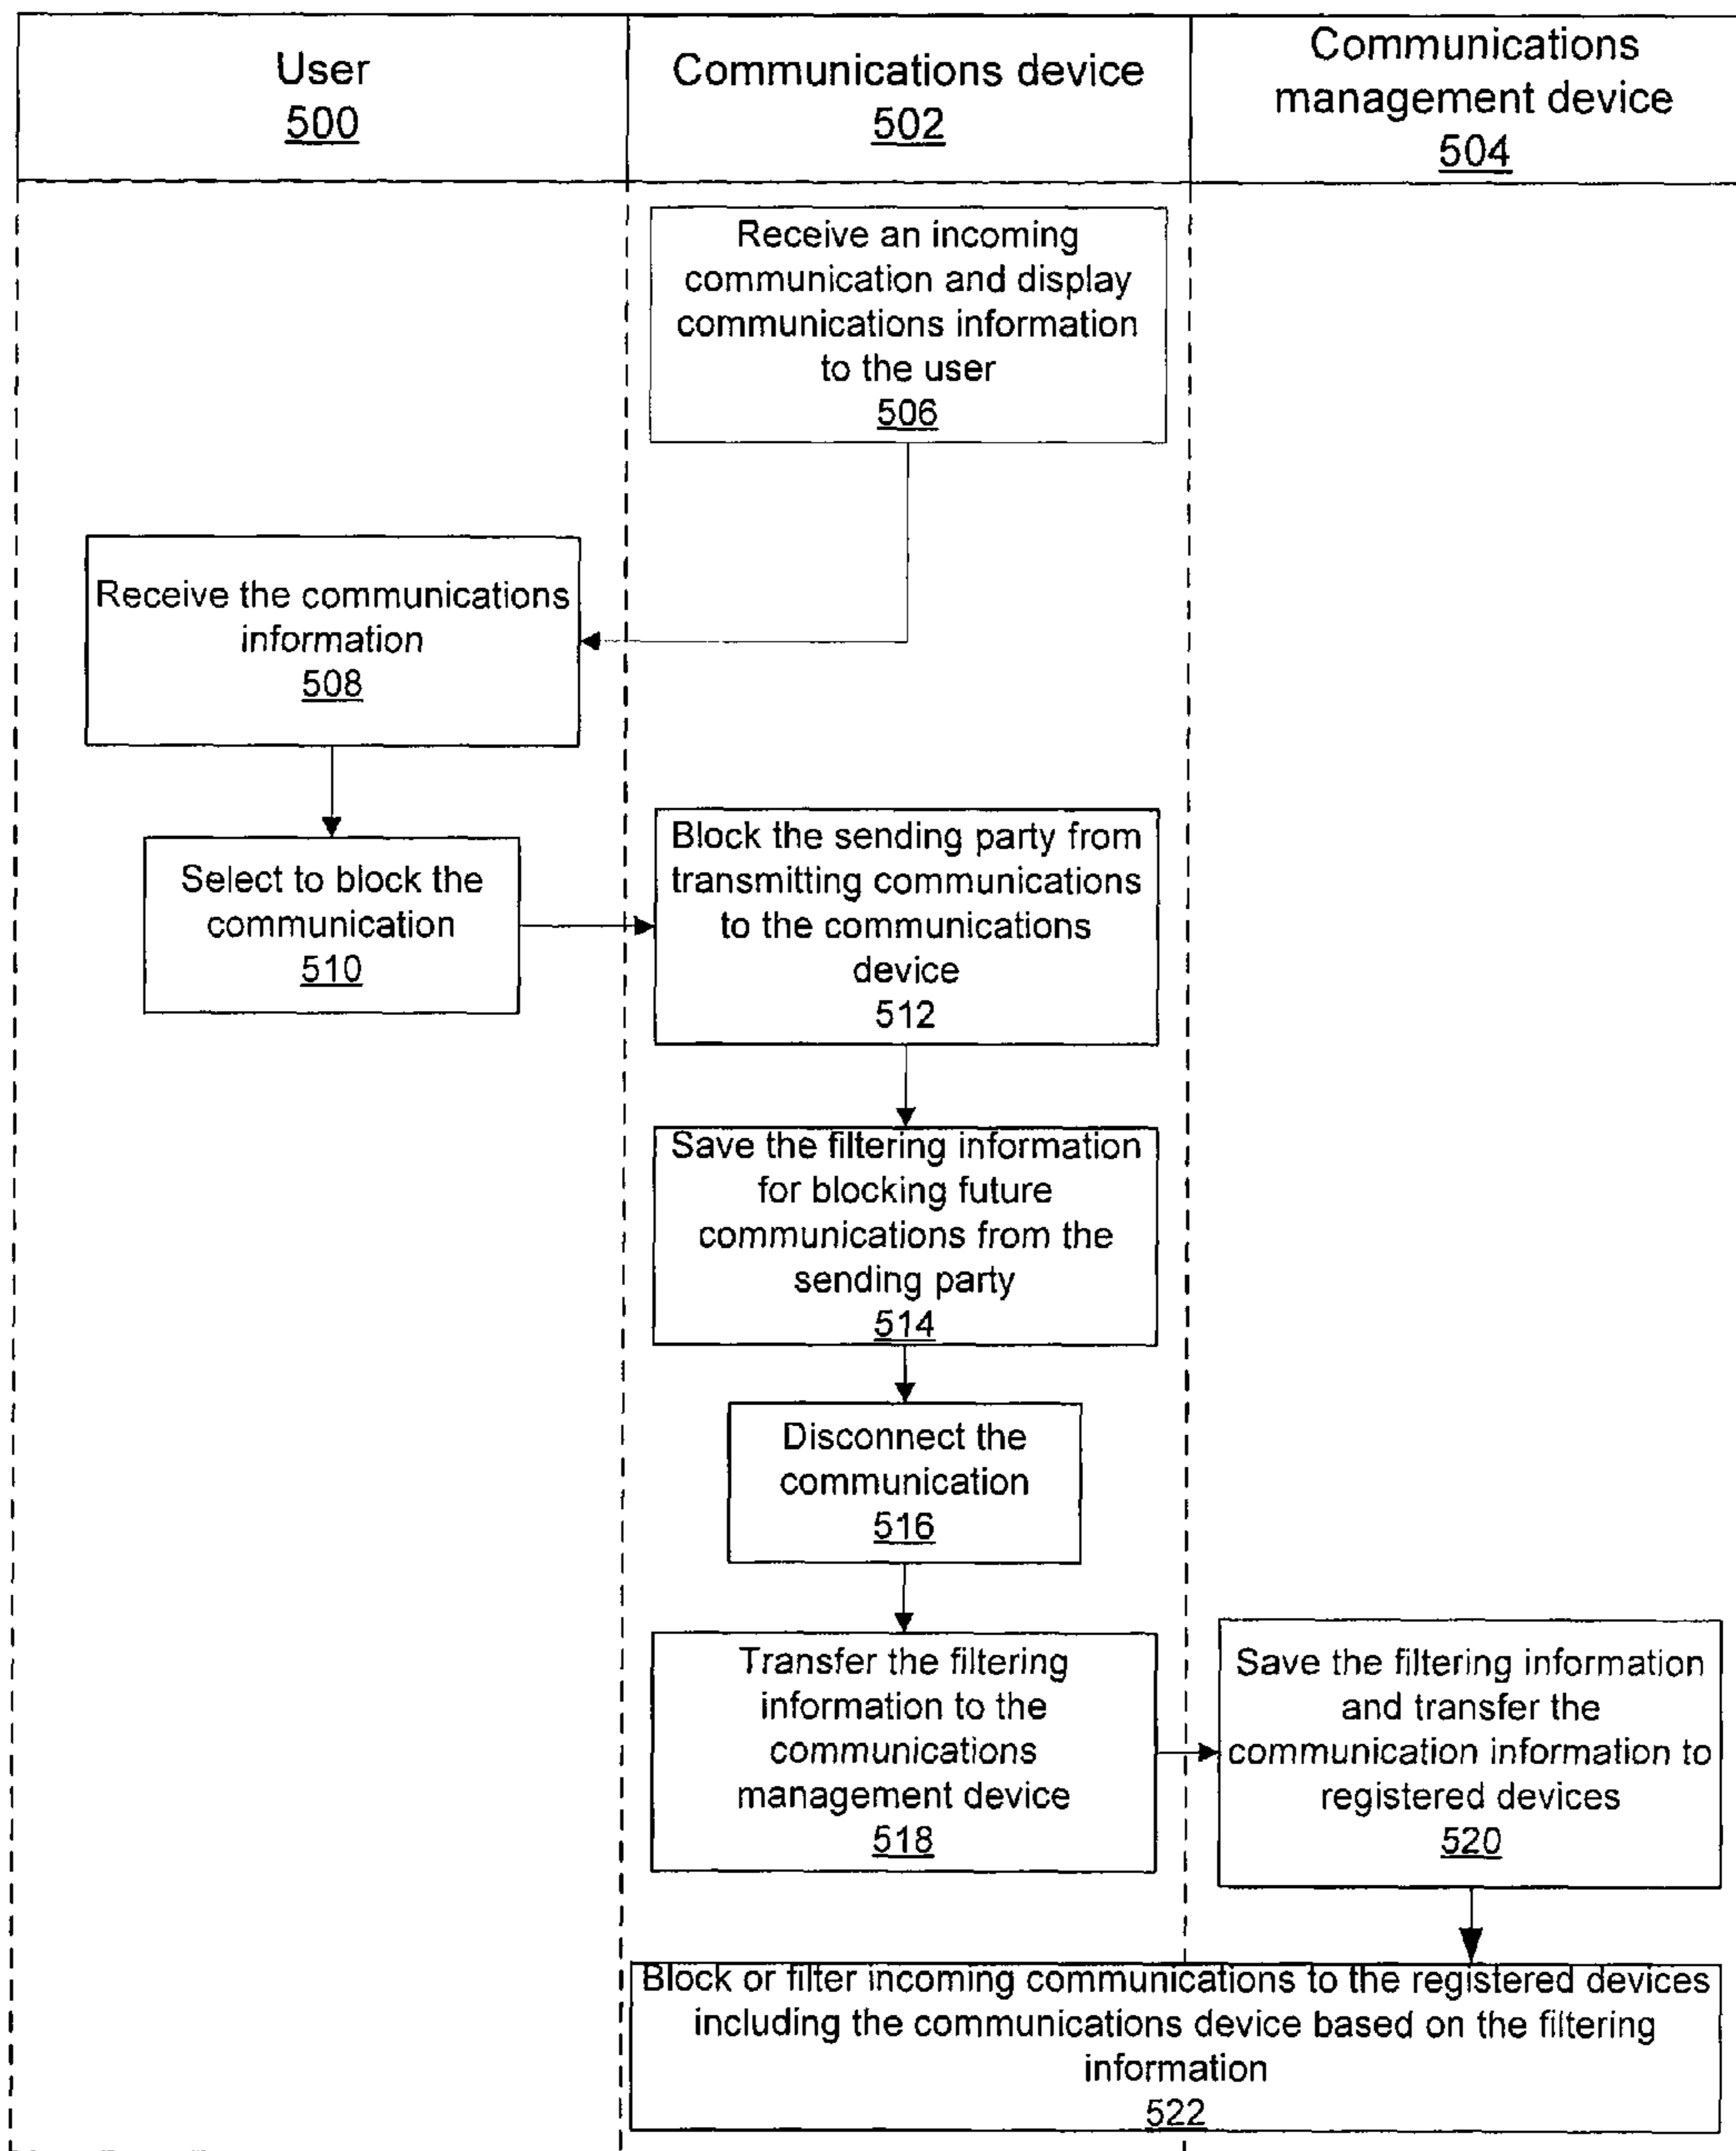 User
500
Communications device
502
Communications
management device
504
Receive an incoming
communication and display
communications information
to the user
506
Receive the communications
information
508
Select to block the
communication
510
Block the sending party from
transmitting communications
to the communications
device
512
Save the filtering information
for blocking future
communications from the
sending party
514
Disconnect the
communication
516
Transfer the filtering
information to the
communications
management device
518
Save the filtering information
and transfer the
communication information to
registered devices
520
Block or filter incoming communications to the registered devices
including the communications device based on the filtering
information
522